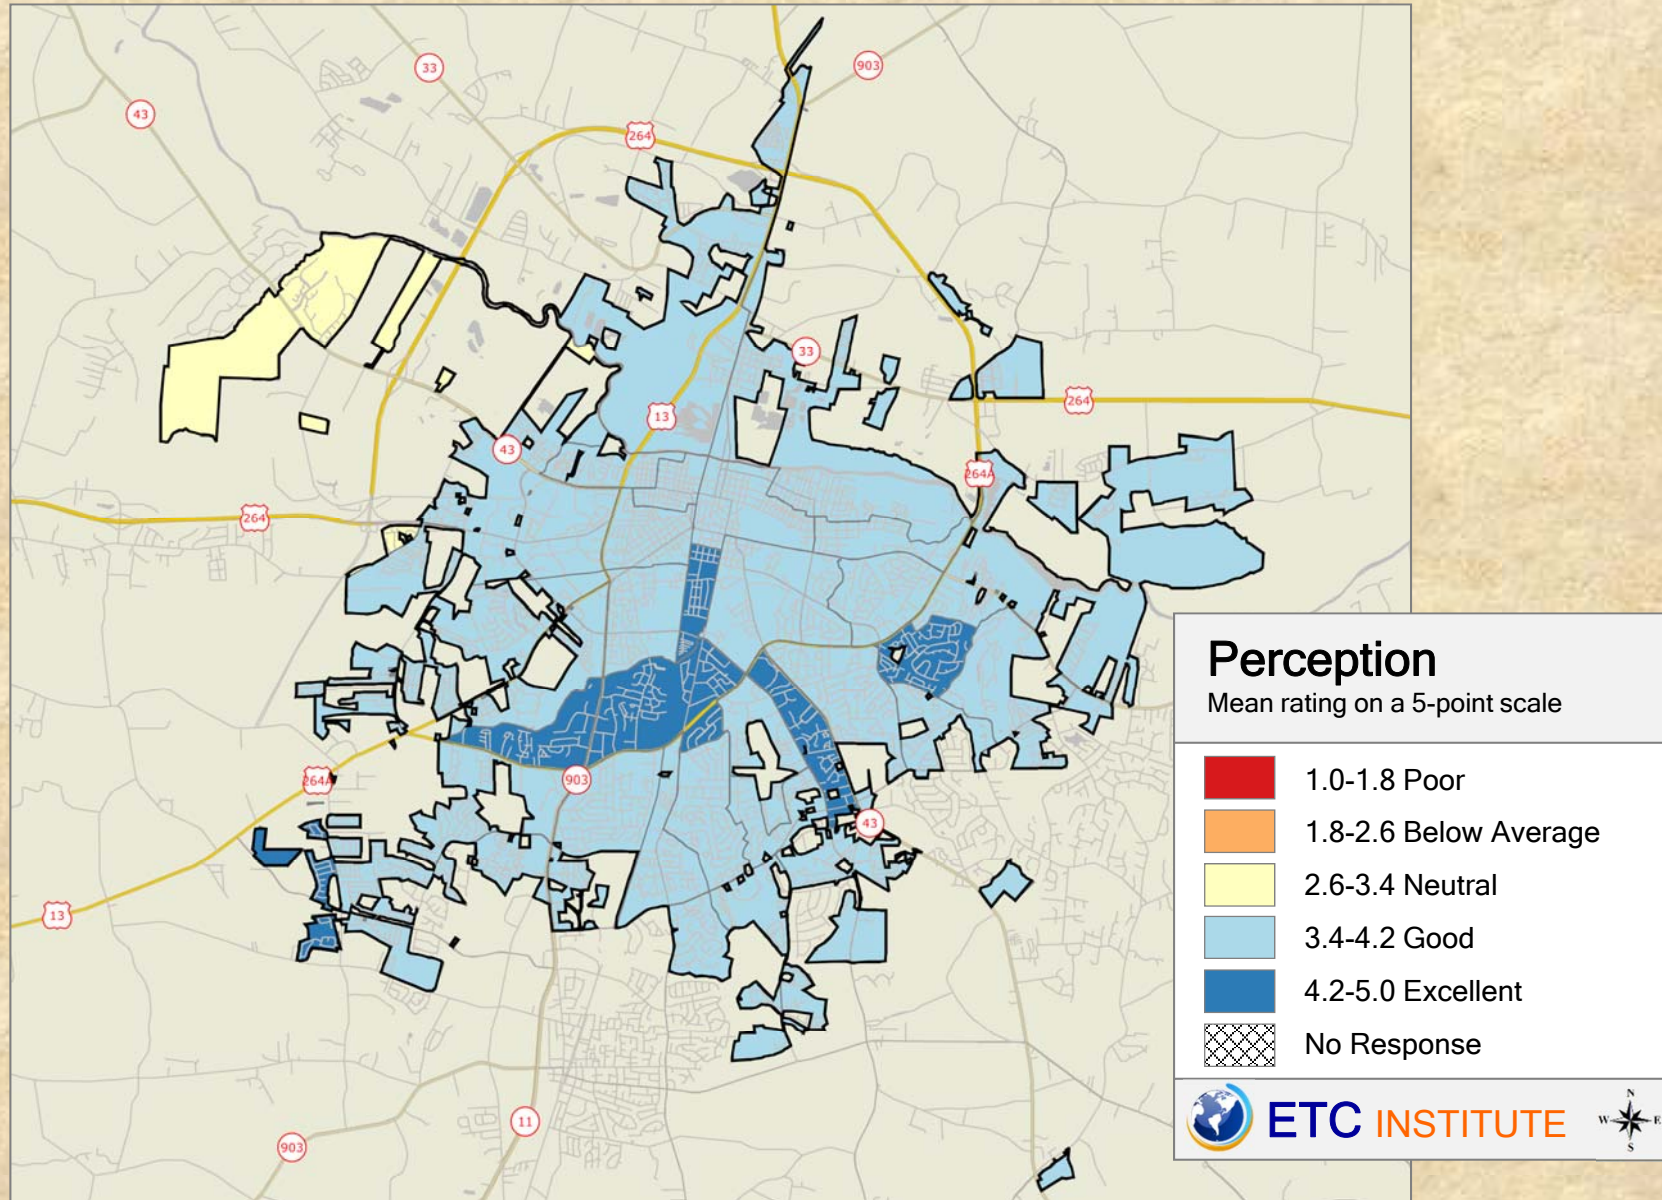 33
903
43
264
33
264
13
43
264A
264
903
264A
43
13
11
903
Perception
Mean rating on a 5-point scale
1.0-1.8 Poor
1.8-2.6 Below Average
2.6-3.4 Neutral
3.4-4.2 Good
4.2-5.0 Excellent
No Response
ETC INSTITUTE
N
W E
S